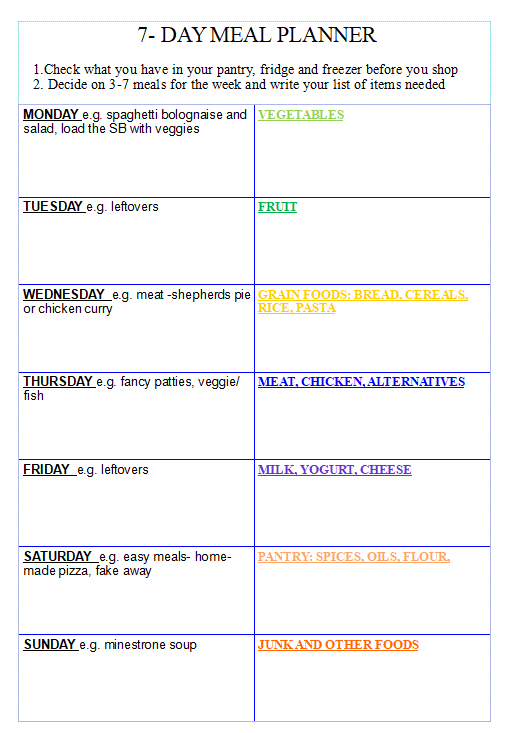 7- DAY MEAL PLANNER
1.Check what you have in your pantry, fridge and freezer before you shop
2. Decide on 3-7 meals for the week and write your list of items needed
MONDAY e.g. spaghetti bolognaise and
salad, load the SB with veggies
VEGETABLES
TUESDAY e.g. leftovers
FRUIT
WEDNESDAY e.g. meat -shepherds pie
or chicken curry
GRAIN FOODS: BREAD, CEREALS,
RICE, PASTA
THURSDAY e.g. fancy patties, veggie/
fish
MEAT, CHICKEN, ALTERNATIVES
FRIDAY e.g. leftovers
MILK, YOGURT, CHEESE
SATURDAY e.g. easy meals- home-
made pizza, fake away
PANTRY: SPICES, OILS, FLOUR,
SUNDAY e.g. minestrone soup
JUNK AND OTHER FOODS